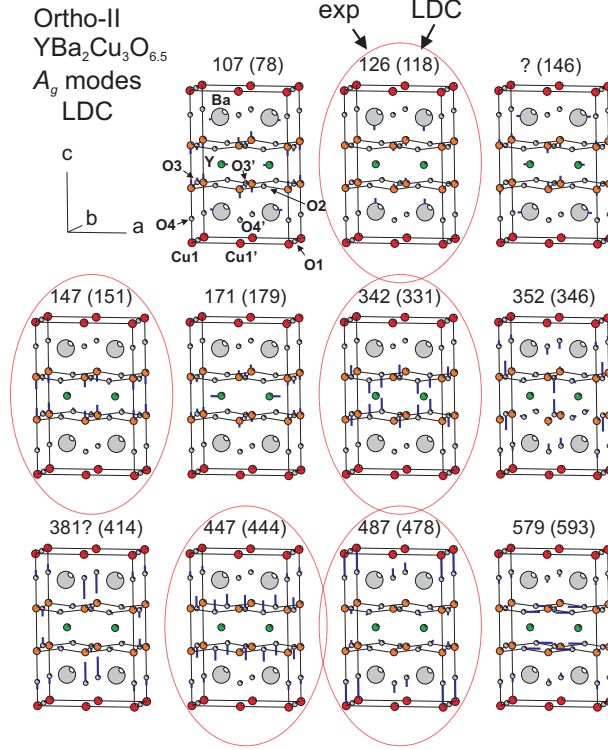 Ortho-II
YBa₂Cu₃O₆.₅
A_g modes
LDC
exp LDC
107 (78) 126 (118) ? (146)
Ba
Y
O3 O3'
O2
O4 O4'
Cu1 Cu1'
O1
c
b
a
147 (151) 171 (179) 342 (331) 352 (346)
381? (414) 447 (444) 487 (478) 579 (593)